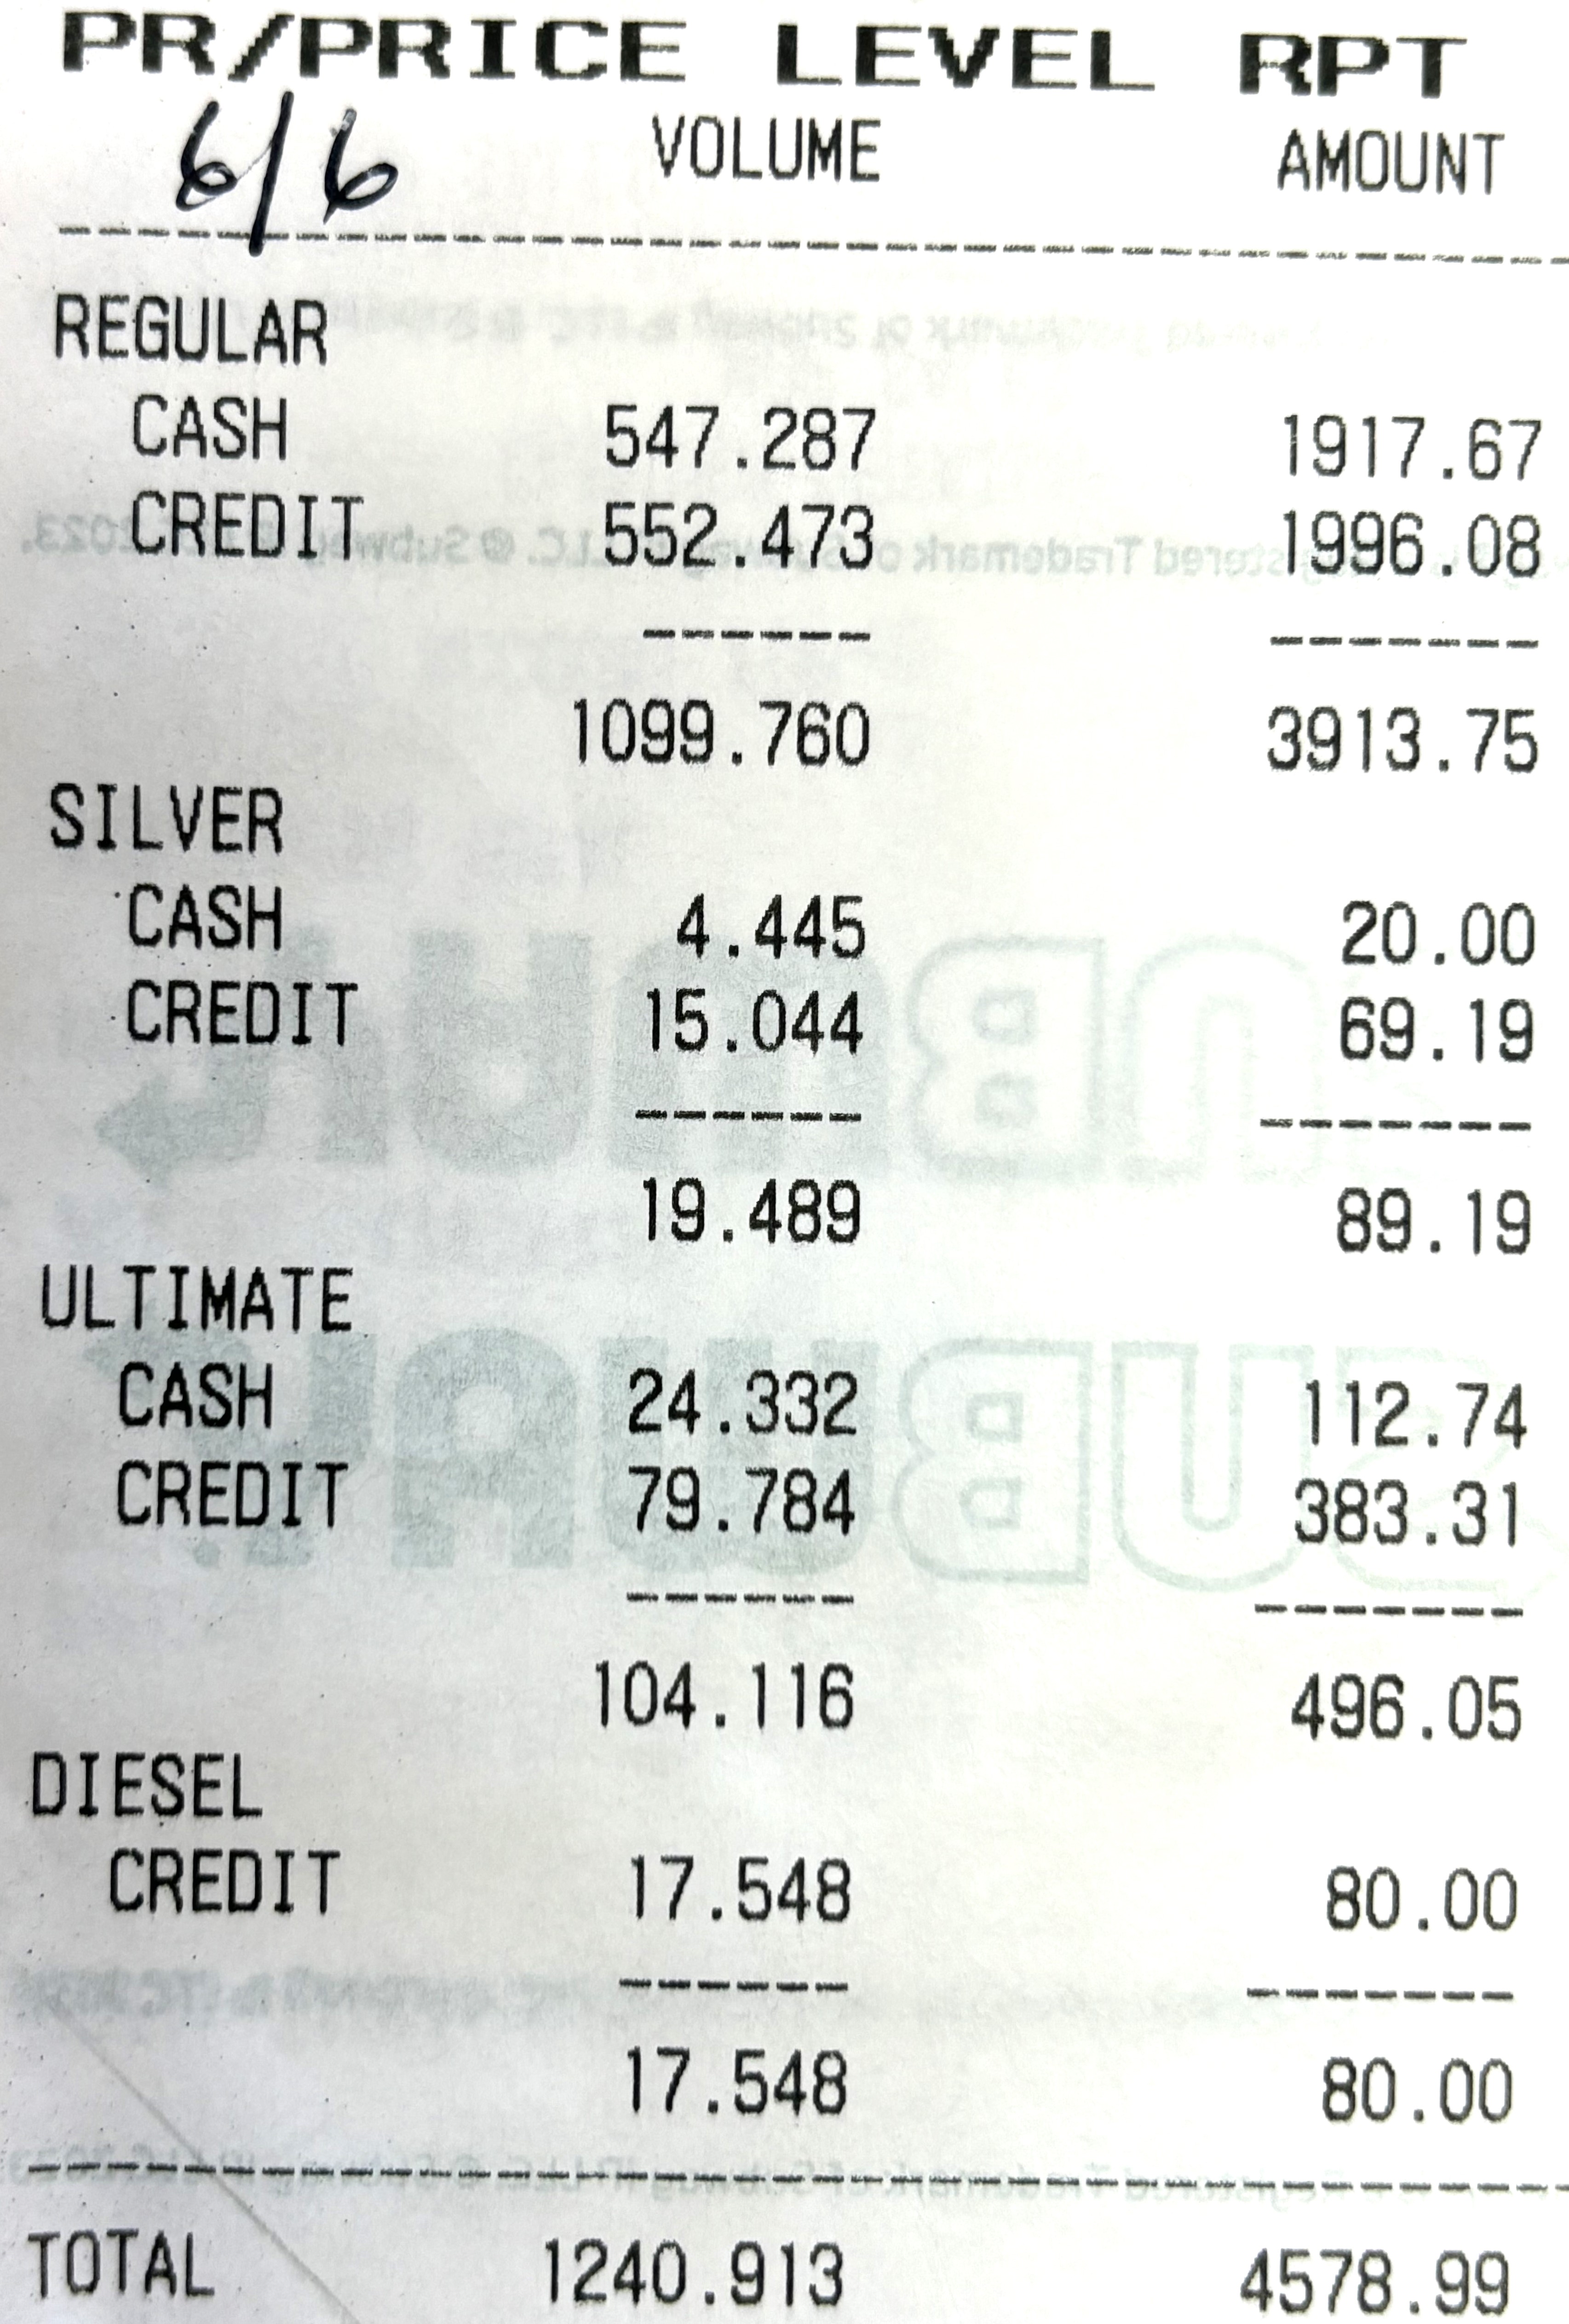 PR/PRICE LEVEL RPT
6/6 VOLUME AMOUNT
REGULAR
CASH 547.287 1917.67
CREDIT 552.473 1996.08
1099.760 3913.75
SILVER
CASH 4.445 20.00
CREDIT 15.044 69.19
19.489 89.19
ULTIMATE
CASH 24.332 112.74
CREDIT 79.784 383.31
104.116 496.05
DIESEL
CREDIT 17.548 80.00
17.548 80.00
TOTAL 1240.913 4578.99